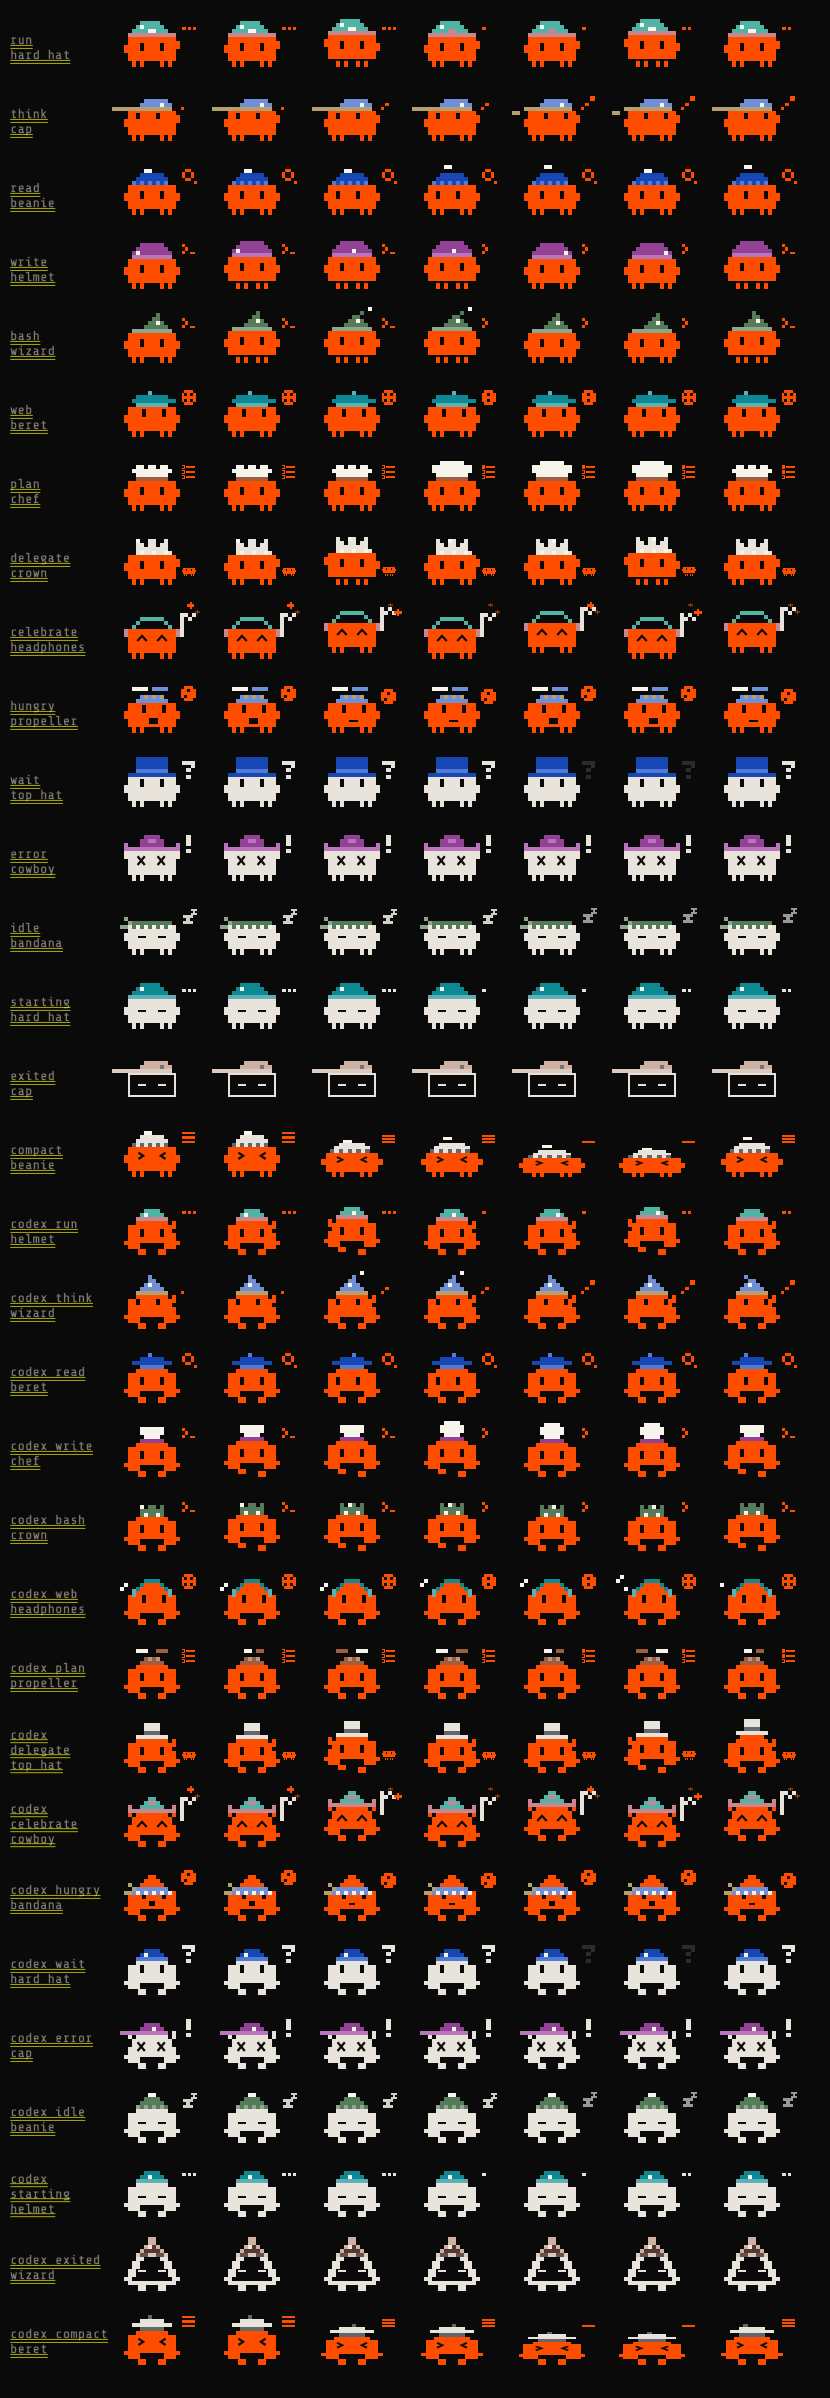 run
hard hat
think
cap
read
beanie
write
helmet
bash
wizard
web
beret
plan
chef
delegate
crown
celebrate
headphones
hungry
propeller
wait
top hat
error
cowboy
idle
bandana
starting
hard hat
exited
cap
compact
beanie
codex run
helmet
codex think
wizard
codex read
beret
codex write
chef
codex bash
crown
codex web
headphones
codex plan
propeller
codex
delegate
top hat
codex
celebrate
cowboy
codex hungry
bandana
codex wait
hard hat
codex error
cap
codex idle
beanie
codex
starting
helmet
codex exited
wizard
codex compact
beret